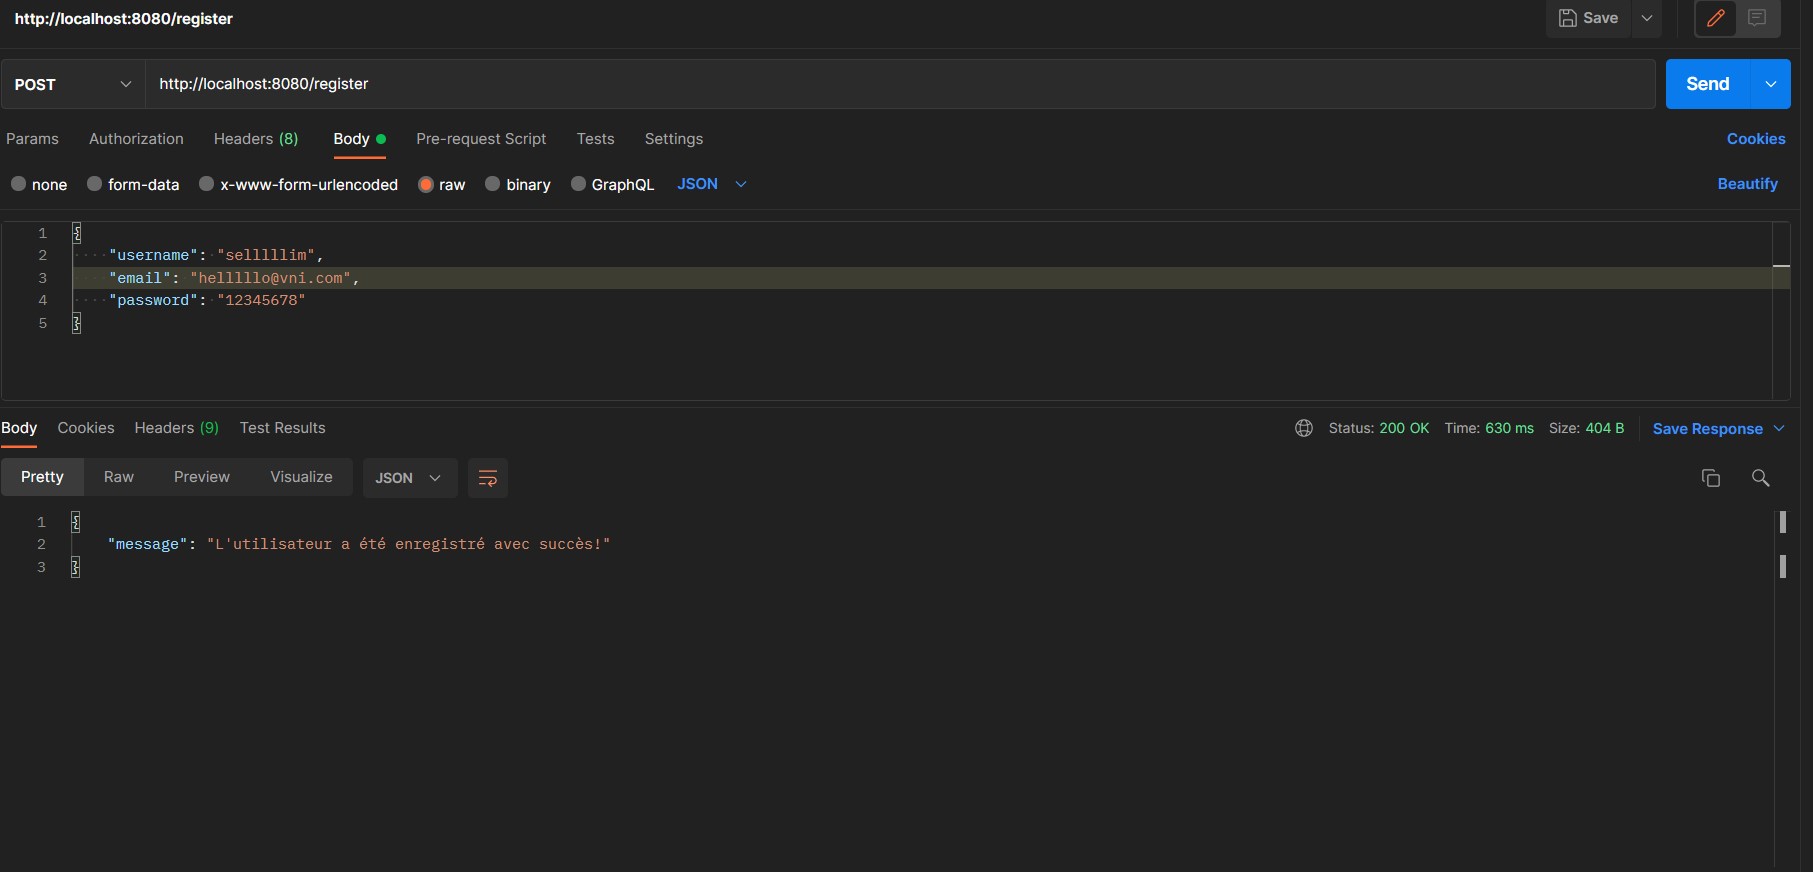 http://localhost:8080/register
Save
POST
http://localhost:8080/register
Send
Params Authorization Headers (8) Body Pre-request Script Tests Settings Cookies
none form-data x-www-form-urlencoded raw binary GraphQL JSON Beautify
1 {
2 "username": "selllllim",
3 "email": "helllllo@vni.com",
4 "password": "12345678"
5 }
Body Cookies Headers (9) Test Results Status: 200 OK Time: 630 ms Size: 404 B Save Response
Pretty Raw Preview Visualize JSON
1 {
2 "message": "L'utilisateur a été enregistré avec succès!"
3 }